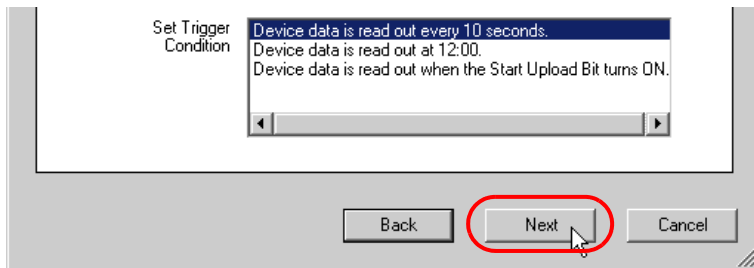 Set Trigger
Condition
Device data is read out every 10 seconds.
Device data is read out at 12:00.
Device data is read out when the Start Upload Bit turns ON.
Back
Next
Cancel